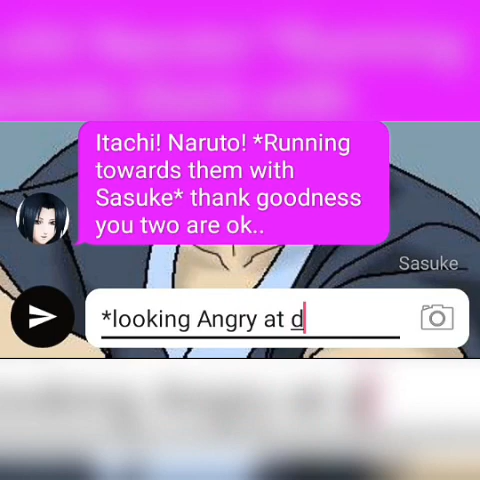 Itachi! Naruto! *Running
towards them with
Sasuke* thank goodness
you two are ok..
Sasuke
*looking Angry at d